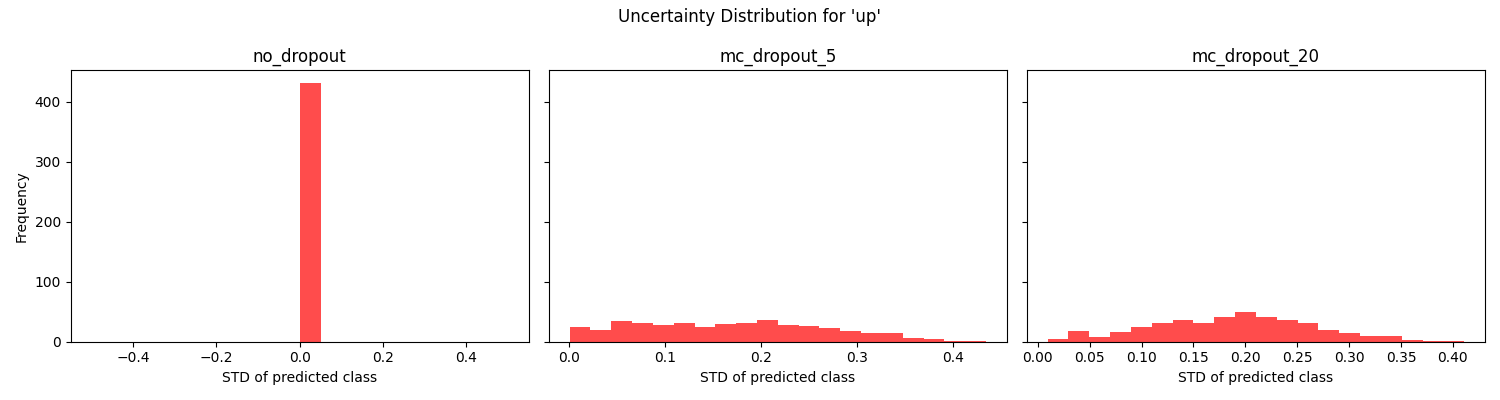 Uncertainty Distribution for 'up'
no_dropout
mc_dropout_5
mc_dropout_20
Frequency
400
300
200
100
0
−0.4 −0.2 0.0 0.2 0.4
0.0 0.1 0.2 0.3 0.4
0.00 0.05 0.10 0.15 0.20 0.25 0.30 0.35 0.40
STD of predicted class
STD of predicted class
STD of predicted class